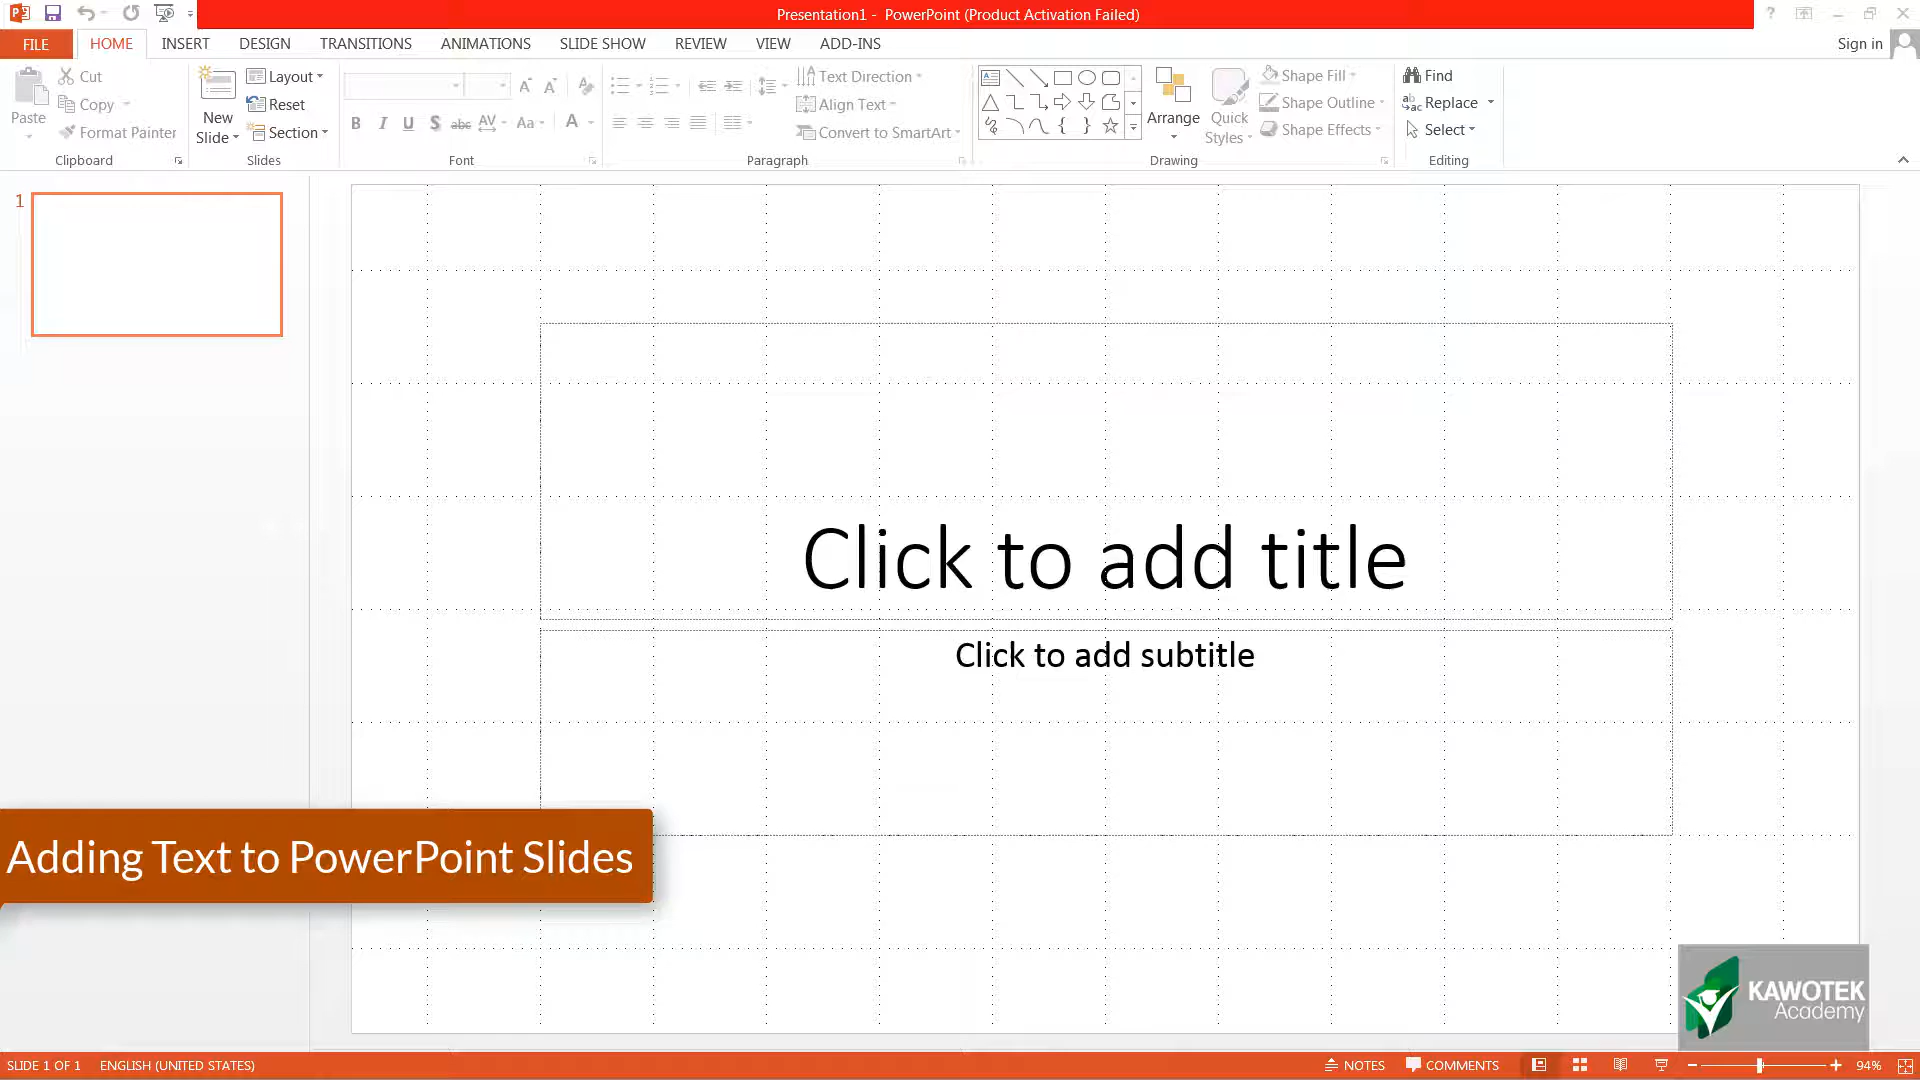 Presentation1 - PowerPoint (Product Activation Failed)
FILE HOME INSERT DESIGN TRANSITIONS ANIMATIONS SLIDE SHOW REVIEW VIEW ADD-INS Sign in
Paste
Cut
Copy
Format Painter
Clipboard
New
Slide
Layout
Reset
Section
Slides
B I U S abc AV Aa A
Font
Text Direction
Align Text
Convert to SmartArt
Paragraph
Arrange
Quick
Styles
Shape Fill
Shape Outline
Shape Effects
Drawing
Find
Replace
Select
Editing
1
Click to add title
Click to add subtitle
Adding Text to PowerPoint Slides
KAWOTEK
Academy
SLIDE 1 OF 1 ENGLISH (UNITED STATES) NOTES COMMENTS 94%